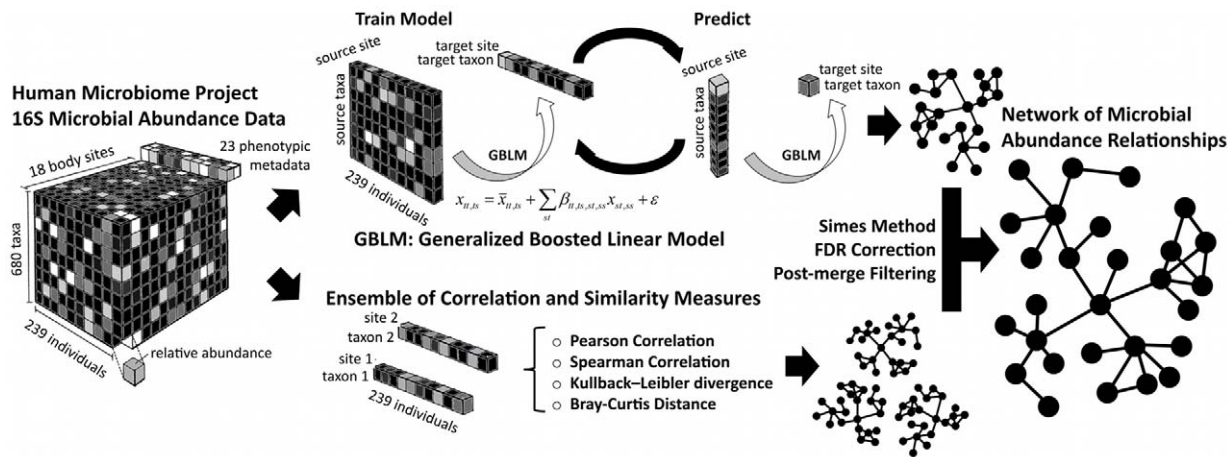 Human Microbiome Project
16S Microbial Abundance Data
18 body sites
23 phenotypic
metadata
680 taxa
239 individuals
relative abundance
Train Model
source site
source taxa
239 individuals
target site
target taxon
GBLM
Predict
source site
source taxa
target site
target taxon
GBLM
x_{tt,ts} = x̄_{tt,ts} + ∑_{st} β_{tt,ts,st,ss} x_{st,ss} + ε
GBLM: Generalized Boosted Linear Model
Ensemble of Correlation and Similarity Measures
site 2
taxon 2
site 1
taxon 1
239 individuals
○ Pearson Correlation
○ Spearman Correlation
○ Kullback–Leibler divergence
○ Bray-Curtis Distance
Simes Method
FDR Correction
Post-merge Filtering
Network of Microbial
Abundance Relationships